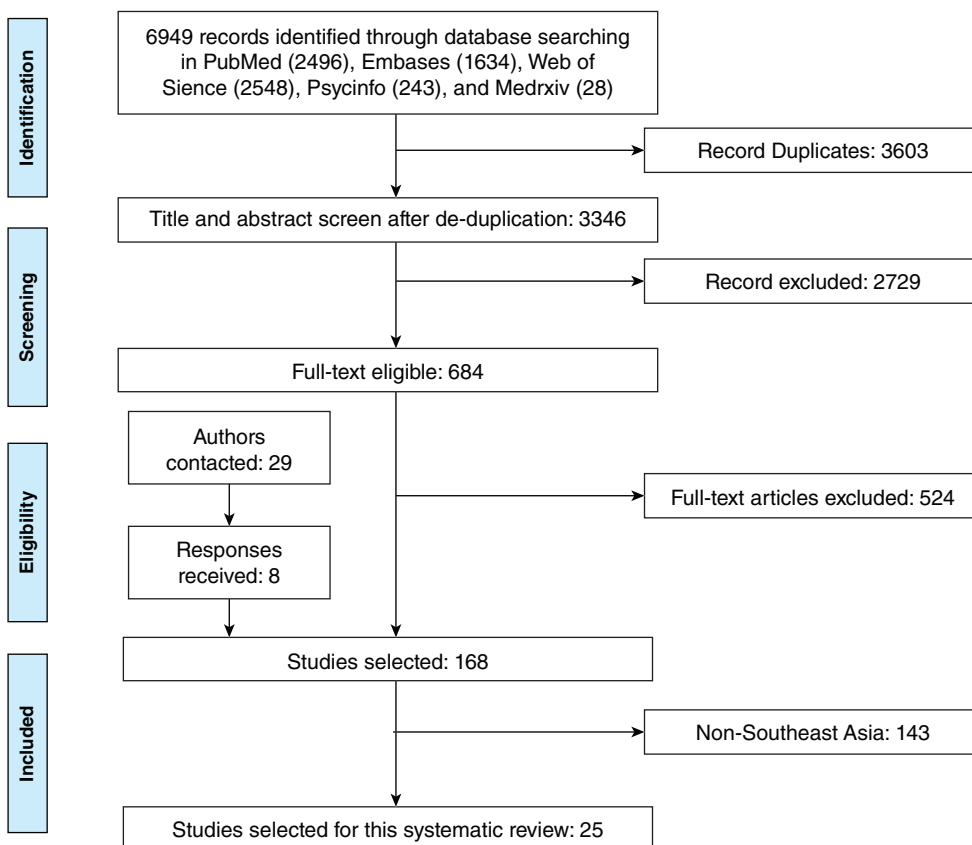 Identification
6949 records identified through database searching
in PubMed (2496), Embases (1634), Web of
Sience (2548), Psycinfo (243), and Medrxiv (28)
Record Duplicates: 3603
Title and abstract screen after de-duplication: 3346
Screening
Record excluded: 2729
Full-text eligible: 684
Eligibility
Authors
contacted: 29
Full-text articles excluded: 524
Responses
received: 8
Studies selected: 168
Included
Non-Southeast Asia: 143
Studies selected for this systematic review: 25